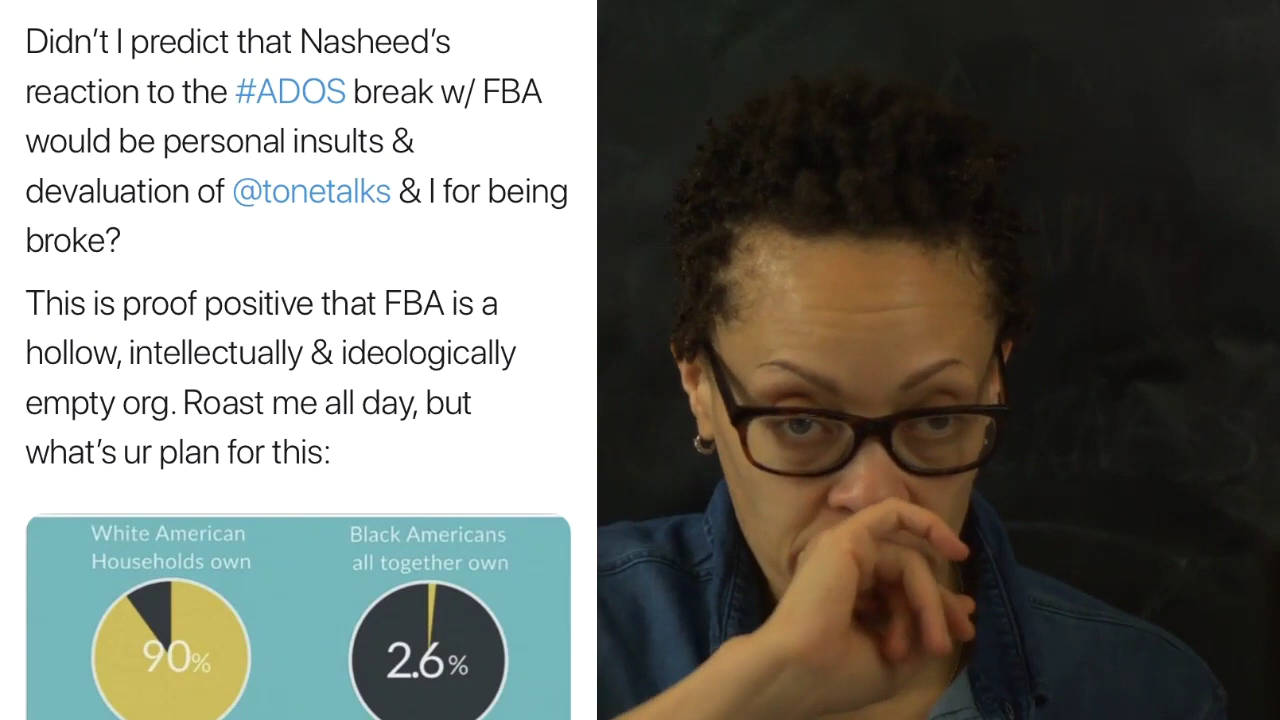 Didn't I predict that Nasheed's
reaction to the #ADOS break w/ FBA
would be personal insults &
devaluation of @tonetalks & I for being
broke?
This is proof positive that FBA is a
hollow, intellectually & ideologically
empty org. Roast me all day, but
what's ur plan for this:
White American
Households own
90%
Black Americans
all together own
2.6%